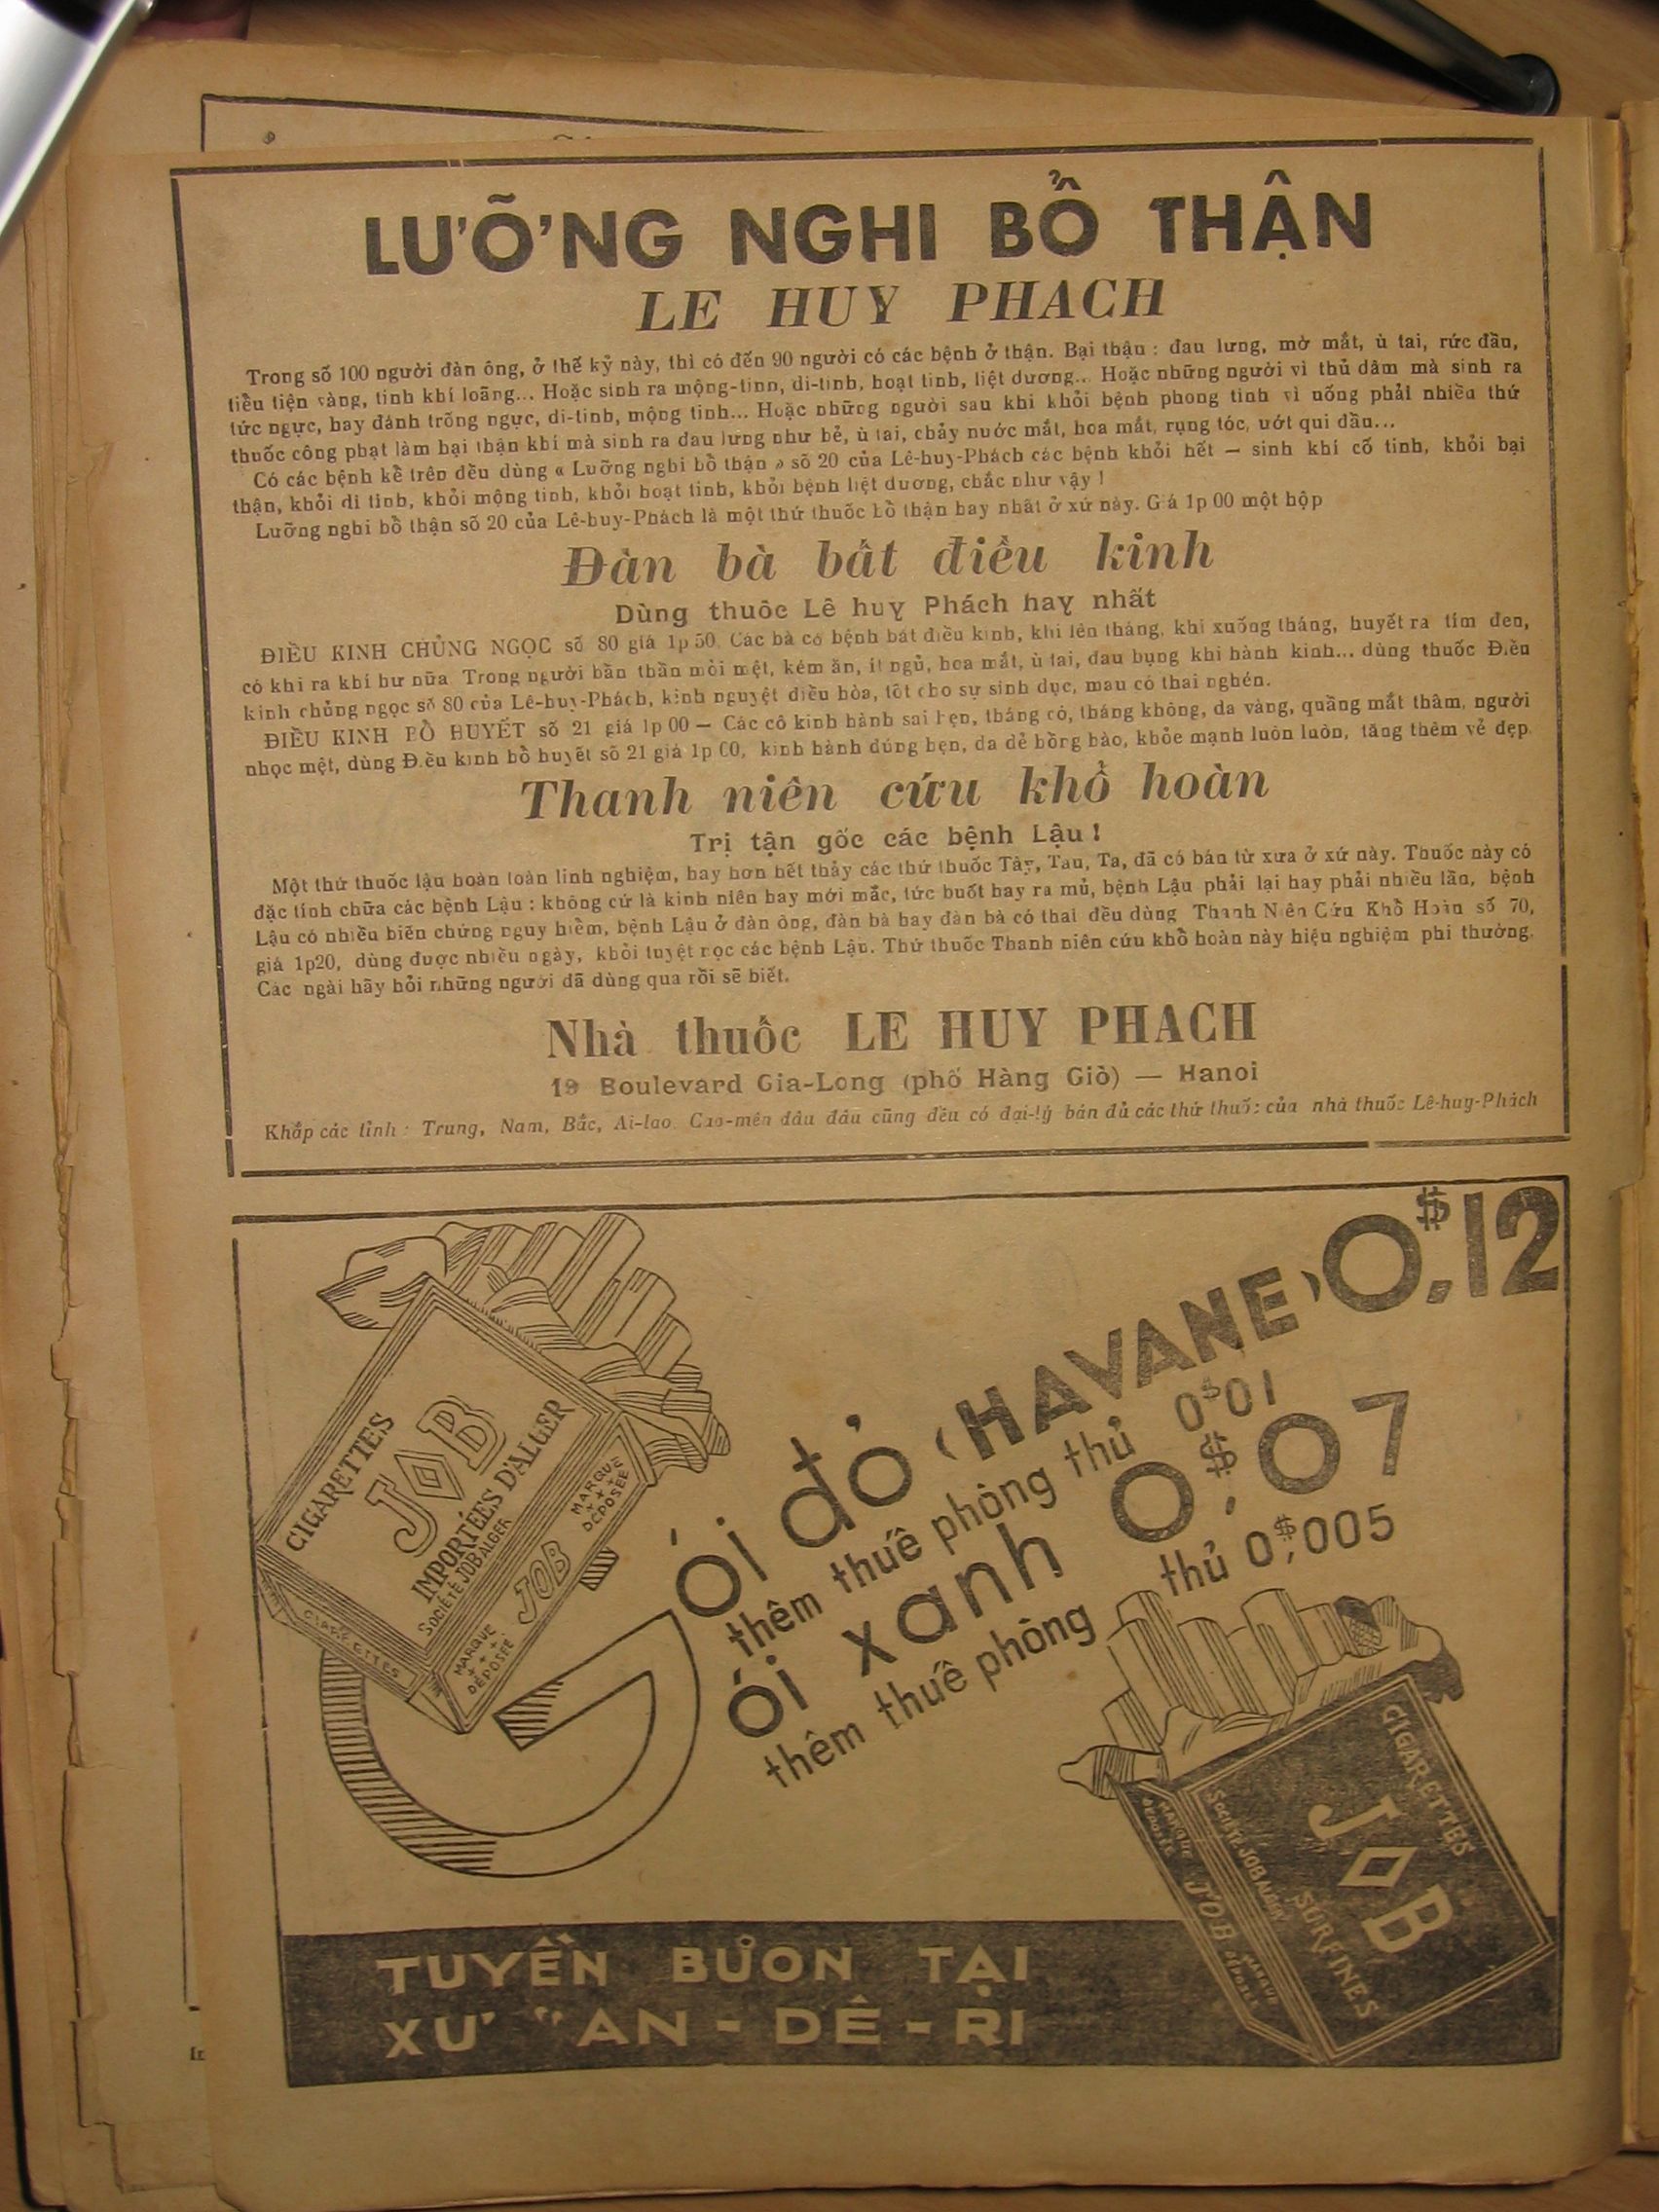 LƯỠNG NGHI BỔ THẬN
LE HUY PHACH
Trong số 100 người đàn ông, ở thế kỷ này, thì có đến 90 người có các bệnh ở thận. Bại thận : đau lưng, mờ mắt, ù tai, rức đầu,
tiểu tiện vàng, tinh khí loãng... Hoặc sinh ra mộng-tinh, di-tinh, hoạt tinh, liệt dương... Hoặc những người vì thủ dâm mà sinh ra
tức ngực, hay đánh trống ngực, di-tinh, mộng tinh... Hoặc những người sau khi khỏi bệnh phong tinh vì uống phải nhiều thứ
thuốc công phạt làm bại thận khí mà sinh ra đau lưng như bẻ, ù tai, chảy nước mắt, hoa mắt, rụng tóc, ướt qui đầu...
Có các bệnh kể trên đều dùng « Lưỡng nghi bổ thận » số 20 của Lê-huy-Phách các bệnh khỏi hết — sinh khí cố tinh, khỏi bại
thận, khỏi di tinh, khỏi mộng tinh, khỏi hoạt tinh, khỏi bệnh liệt dương, chắc như vậy !
Lưỡng nghi bổ thận số 20 của Lê-huy-Phách là một thứ thuốc bổ thận hay nhất ở xứ này. Giá 1p 00 một hộp
Đàn bà bất điều kinh
Dùng thuốc Lê huy Phách hay nhất
ĐIỀU KINH CHỦNG NGỌC số 80 giá 1p50. Các bà có bệnh bất điều kinh, khi lên tháng, khi xuống tháng, huyết ra tím đen,
có khi ra khí hư nữa Trong người bần thần mỏi mệt, kém ăn, ít ngủ, hoa mắt, ù tai, đau bụng khi hành kinh... dùng thuốc Điều
kinh chủng ngọc số 80 của Lê-huy-Phách, kinh nguyệt điều hòa, tốt cho sự sinh dục, mau có thai nghén.
ĐIỀU KINH BỔ HUYẾT số 21 giá 1p00 — Các cô kinh hành sai hẹn, tháng có, tháng không, da vàng, quầng mắt thâm, người
nhọc mệt, dùng Điều kinh bổ huyết số 21 giá 1p00, kinh hành đúng hẹn, da dẻ hồng hào, khỏe mạnh luôn luôn, tăng thêm vẻ đẹp.
Thanh niên cứu khổ hoàn
Trị tận gốc các bệnh Lậu !
Một thứ thuốc lậu hoàn toàn linh nghiệm, hay hơn hết thảy các thứ thuốc Tây, Tàu, Ta, đã có bán từ xưa ở xứ này. Thuốc này có
đặc tính chữa các bệnh Lậu : không cứ là kinh niên hay mới mắc, tức buốt hay ra mủ, bệnh Lậu phải lại hay phải nhiều lần, bệnh
Lậu có nhiều biến chứng nguy hiểm, bệnh Lậu ở đàn ông, đàn bà hay đàn bà có thai đều dùng Thanh Niên Cứu Khổ Hoàn số 70,
giá 1p20, dùng được nhiều ngày, khỏi tuyệt nọc các bệnh Lậu. Thứ thuốc Thanh niên cứu khổ hoàn này hiệu nghiệm phi thường.
Các ngài hãy hỏi những người đã dùng qua rồi sẽ biết.
Nhà thuốc LE HUY PHACH
19 Boulevard Gia-Long (phố Hàng Giò) — Hanoi
Khắp các tỉnh : Trung, Nam, Bắc, Ai-lao, Cao-mên đâu đâu cũng đều có đại-lý bán đủ các thứ thuốc của nhà thuốc Lê-huy-Phách
Gói đỏ (HAVANE) 0$,12
thêm thuế phòng thủ 0$01
Gói xanh 0$,07
thêm thuế phòng thủ 0$,005
CIGARETTES
JOB
IMPORTÉES D'ALGER
SOCIÉTÉ JOB ALGER
CIGARETTES
MARQUE DÉPOSÉE
JOB
MARQUE DÉPOSÉE
CIGARETTES
JOB
SURFINES
SOCIÉTÉ JOB ALGER
MARQUE DÉPOSÉE
JOB
MARQUE DÉPOSÉE
TUYỀN BƯON TẠI
XƯ "AN-DÊ-RI